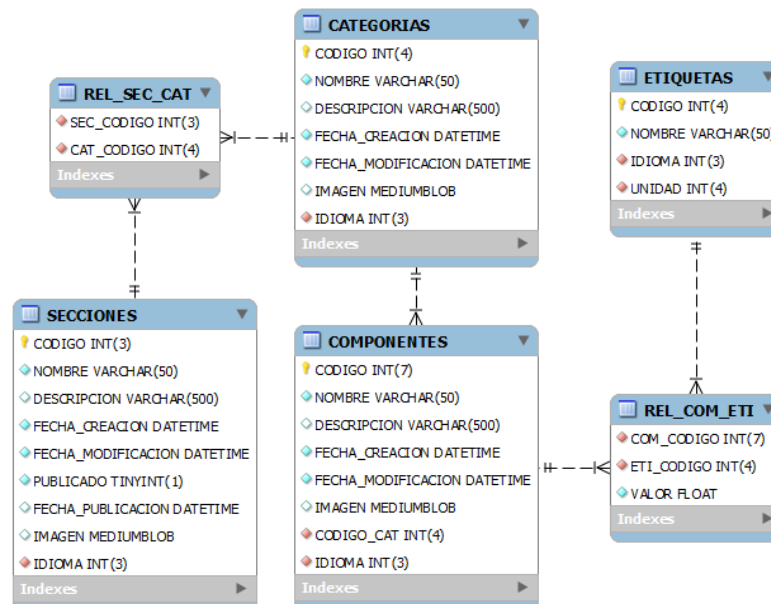 CATEGORIAS
CODIGO INT(4)
NOMBRE VARCHAR(50)
DESCRIPCION VARCHAR(500)
FECHA_CREACION DATETIME
FECHA_MODIFICACION DATETIME
IMAGEN MEDIUMBLOB
IDIOMA INT(3)
Indexes
REL_SEC_CAT
SEC_CODIGO INT(3)
CAT_CODIGO INT(4)
Indexes
ETIQUETAS
CODIGO INT(4)
NOMBRE VARCHAR(50)
IDIOMA INT(3)
UNIDAD INT(4)
Indexes
SECCIONES
CODIGO INT(3)
NOMBRE VARCHAR(50)
DESCRIPCION VARCHAR(500)
FECHA_CREACION DATETIME
FECHA_MODIFICACION DATETIME
PUBLICADO TINYINT(1)
FECHA_PUBLICACION DATETIME
IMAGEN MEDIUMBLOB
IDIOMA INT(3)
Indexes
COMPONENTES
CODIGO INT(7)
NOMBRE VARCHAR(50)
DESCRIPCION VARCHAR(500)
FECHA_CREACION DATETIME
FECHA_MODIFICACION DATETIME
IMAGEN MEDIUMBLOB
CODIGO_CAT INT(4)
IDIOMA INT(3)
Indexes
REL_COM_ETI
COM_CODIGO INT(7)
ETI_CODIGO INT(4)
VALOR FLOAT
Indexes